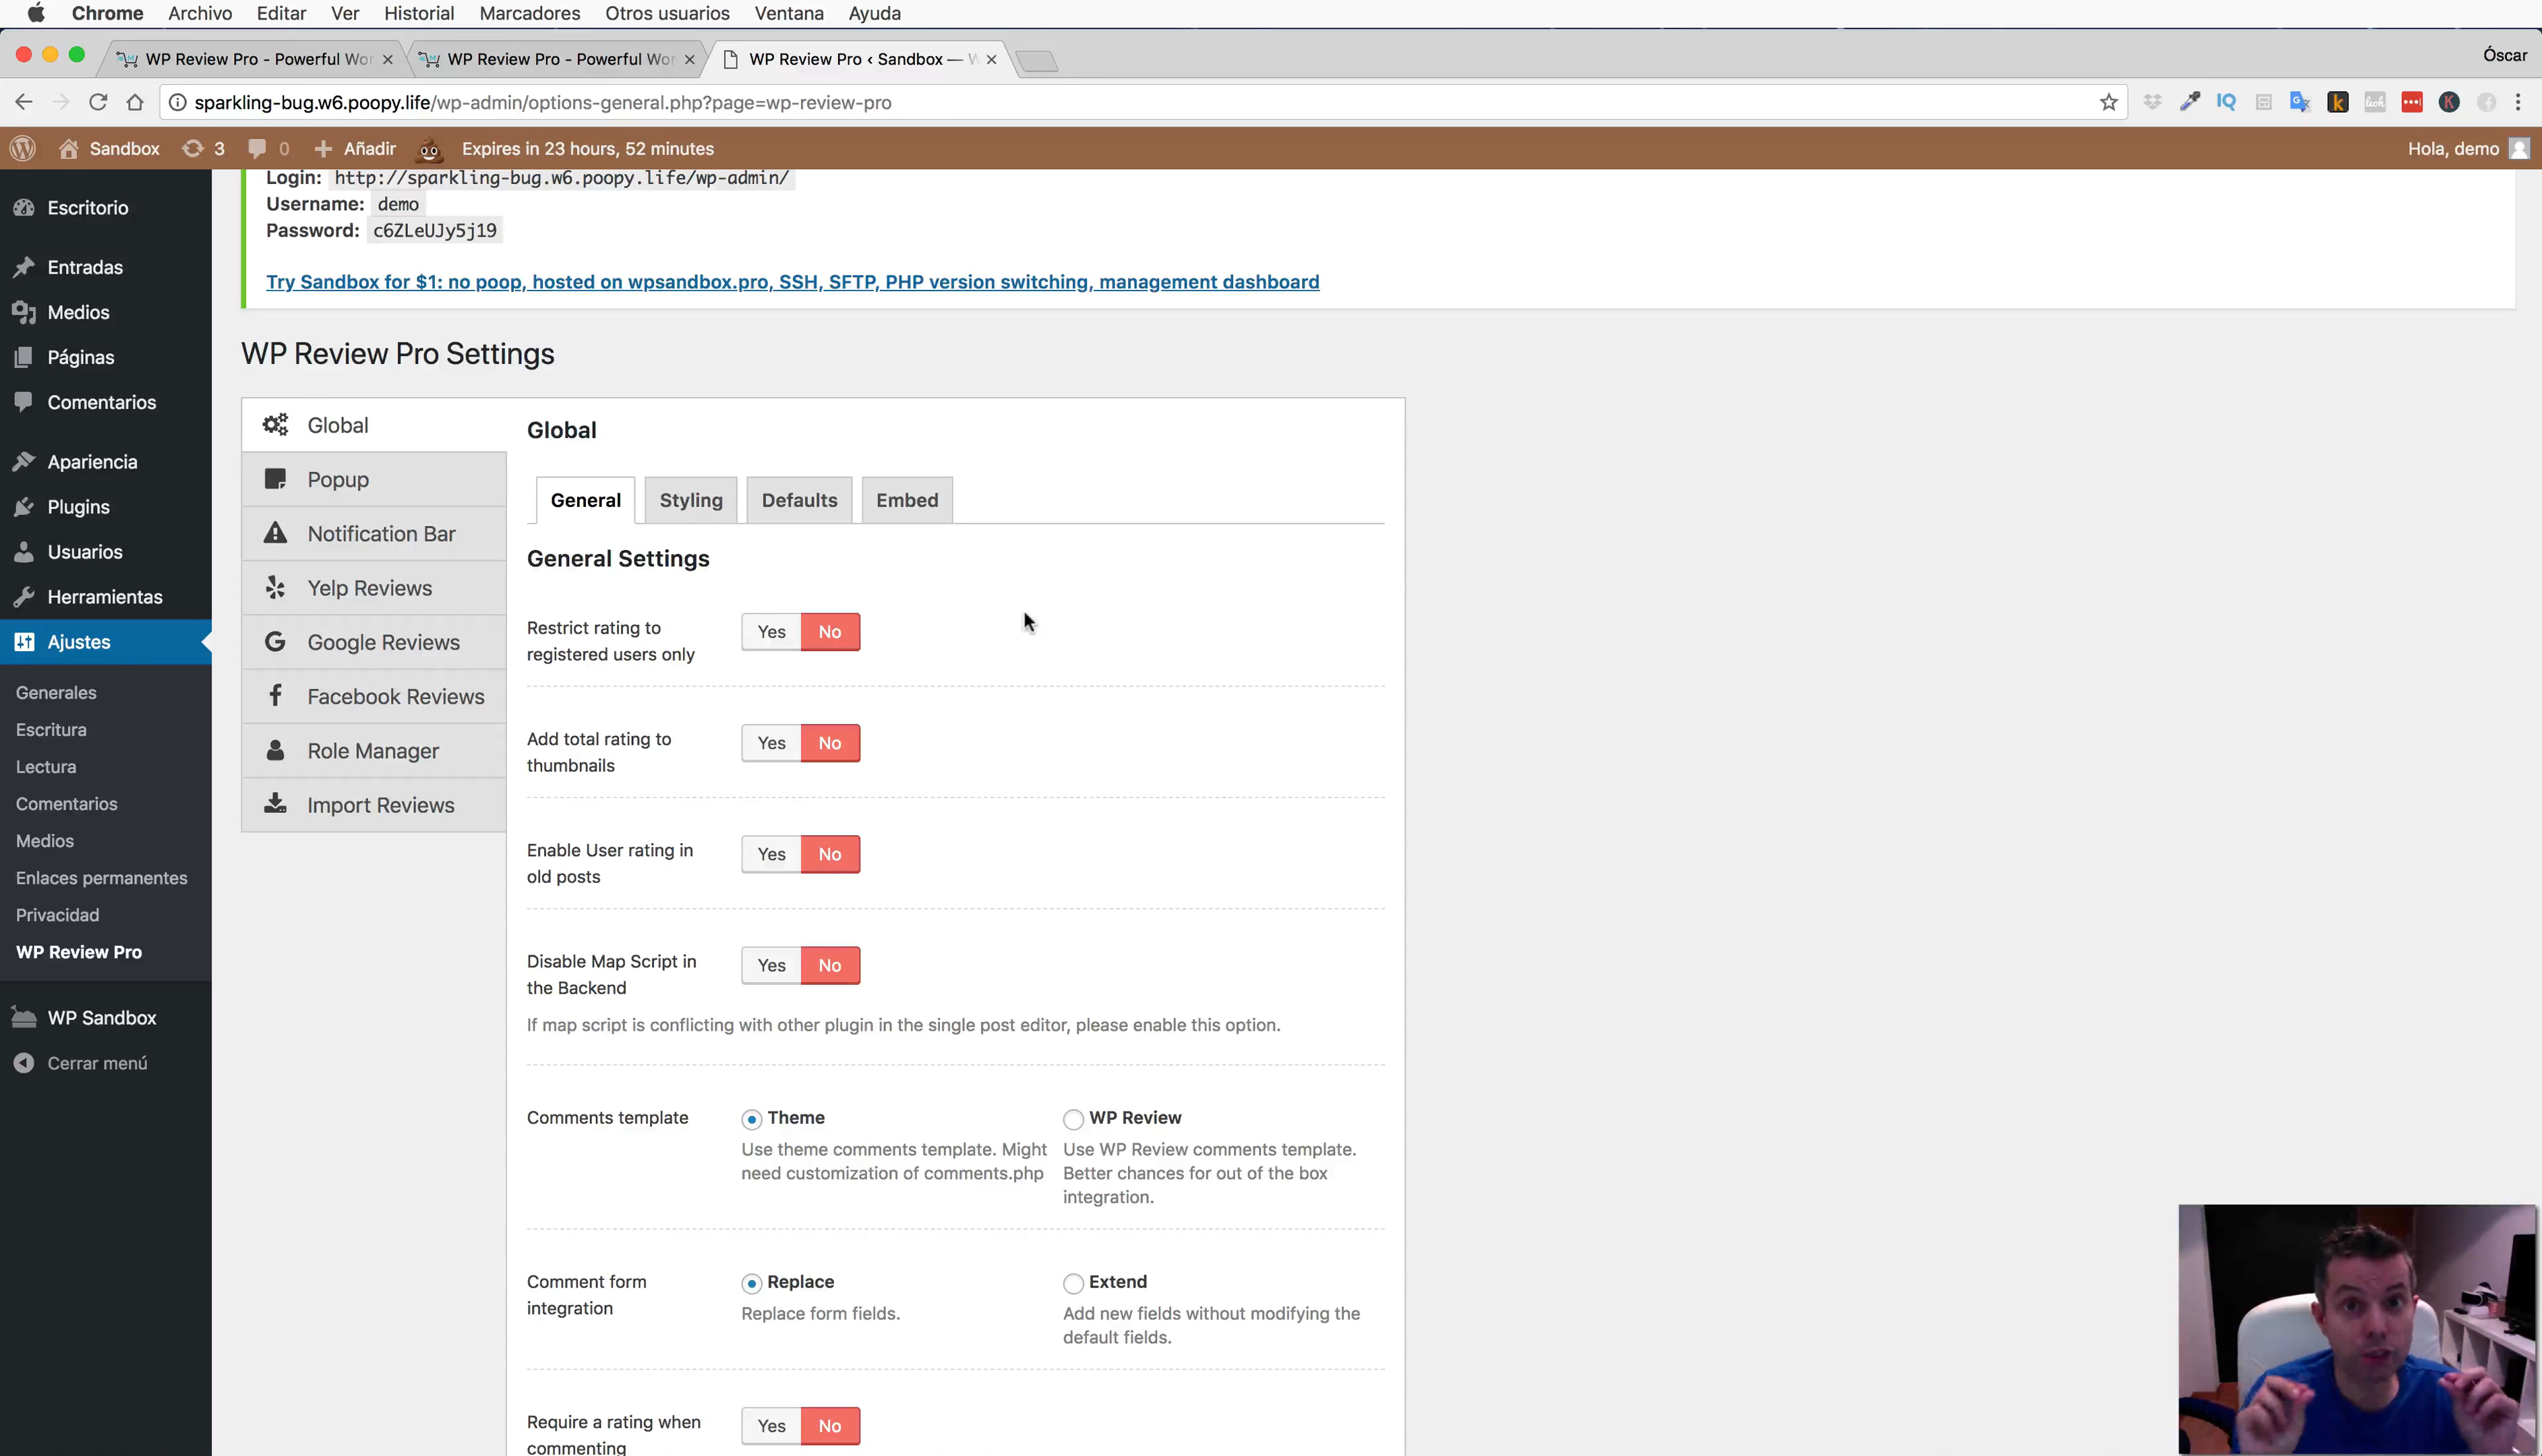 Chrome Archivo Editar Ver Historial Marcadores Otros usuarios Ventana Ayuda
WP Review Pro - Powerful Wor
WP Review Pro - Powerful Wor
WP Review Pro ‹ Sandbox — W
Óscar
sparkling-bug.w6.poopy.life/wp-admin/options-general.php?page=wp-review-pro
Sandbox 3 0 Añadir Expires in 23 hours, 52 minutes Hola, demo
Login: http://sparkling-bug.w6.poopy.life/wp-admin/
Username: demo
Password: c6ZLeUJy5j19
Try Sandbox for $1: no poop, hosted on wpsandbox.pro, SSH, SFTP, PHP version switching, management dashboard
Escritorio
Entradas
Medios
Páginas
Comentarios
Apariencia
Plugins
Usuarios
Herramientas
Ajustes
Generales
Escritura
Lectura
Comentarios
Medios
Enlaces permanentes
Privacidad
WP Review Pro
WP Sandbox
Cerrar menú
WP Review Pro Settings
Global
Popup
Notification Bar
Yelp Reviews
Google Reviews
Facebook Reviews
Role Manager
Import Reviews
Global
General Styling Defaults Embed
General Settings
Restrict rating to
registered users only
Yes No
Add total rating to
thumbnails
Yes No
Enable User rating in
old posts
Yes No
Disable Map Script in
the Backend
Yes No
If map script is conflicting with other plugin in the single post editor, please enable this option.
Comments template
Theme
Use theme comments template. Might
need customization of comments.php
WP Review
Use WP Review comments template.
Better chances for out of the box
integration.
Comment form
integration
Replace
Replace form fields.
Extend
Add new fields without modifying the
default fields.
Require a rating when
commenting
Yes No